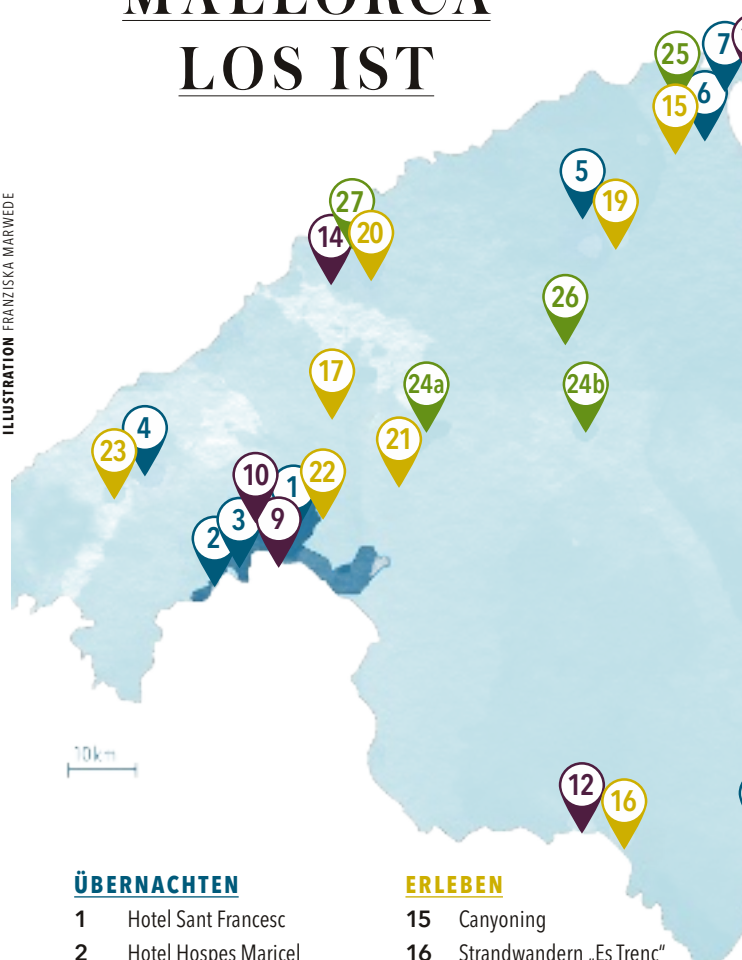 MALLORCA
LOS IST
ILLUSTRATION FRANZISKA MARWEDE
25
7
6
15
5
19
27
14
20
26
17
24a
24b
4
23
21
10
1
22
3
9
2
10km
12
16
ÜBERNACHTEN
1 Hotel Sant Francesc
2 Hotel Hospes Maricel
ERLEBEN
15 Canyoning
16 Strandwandern „Es Trenc“